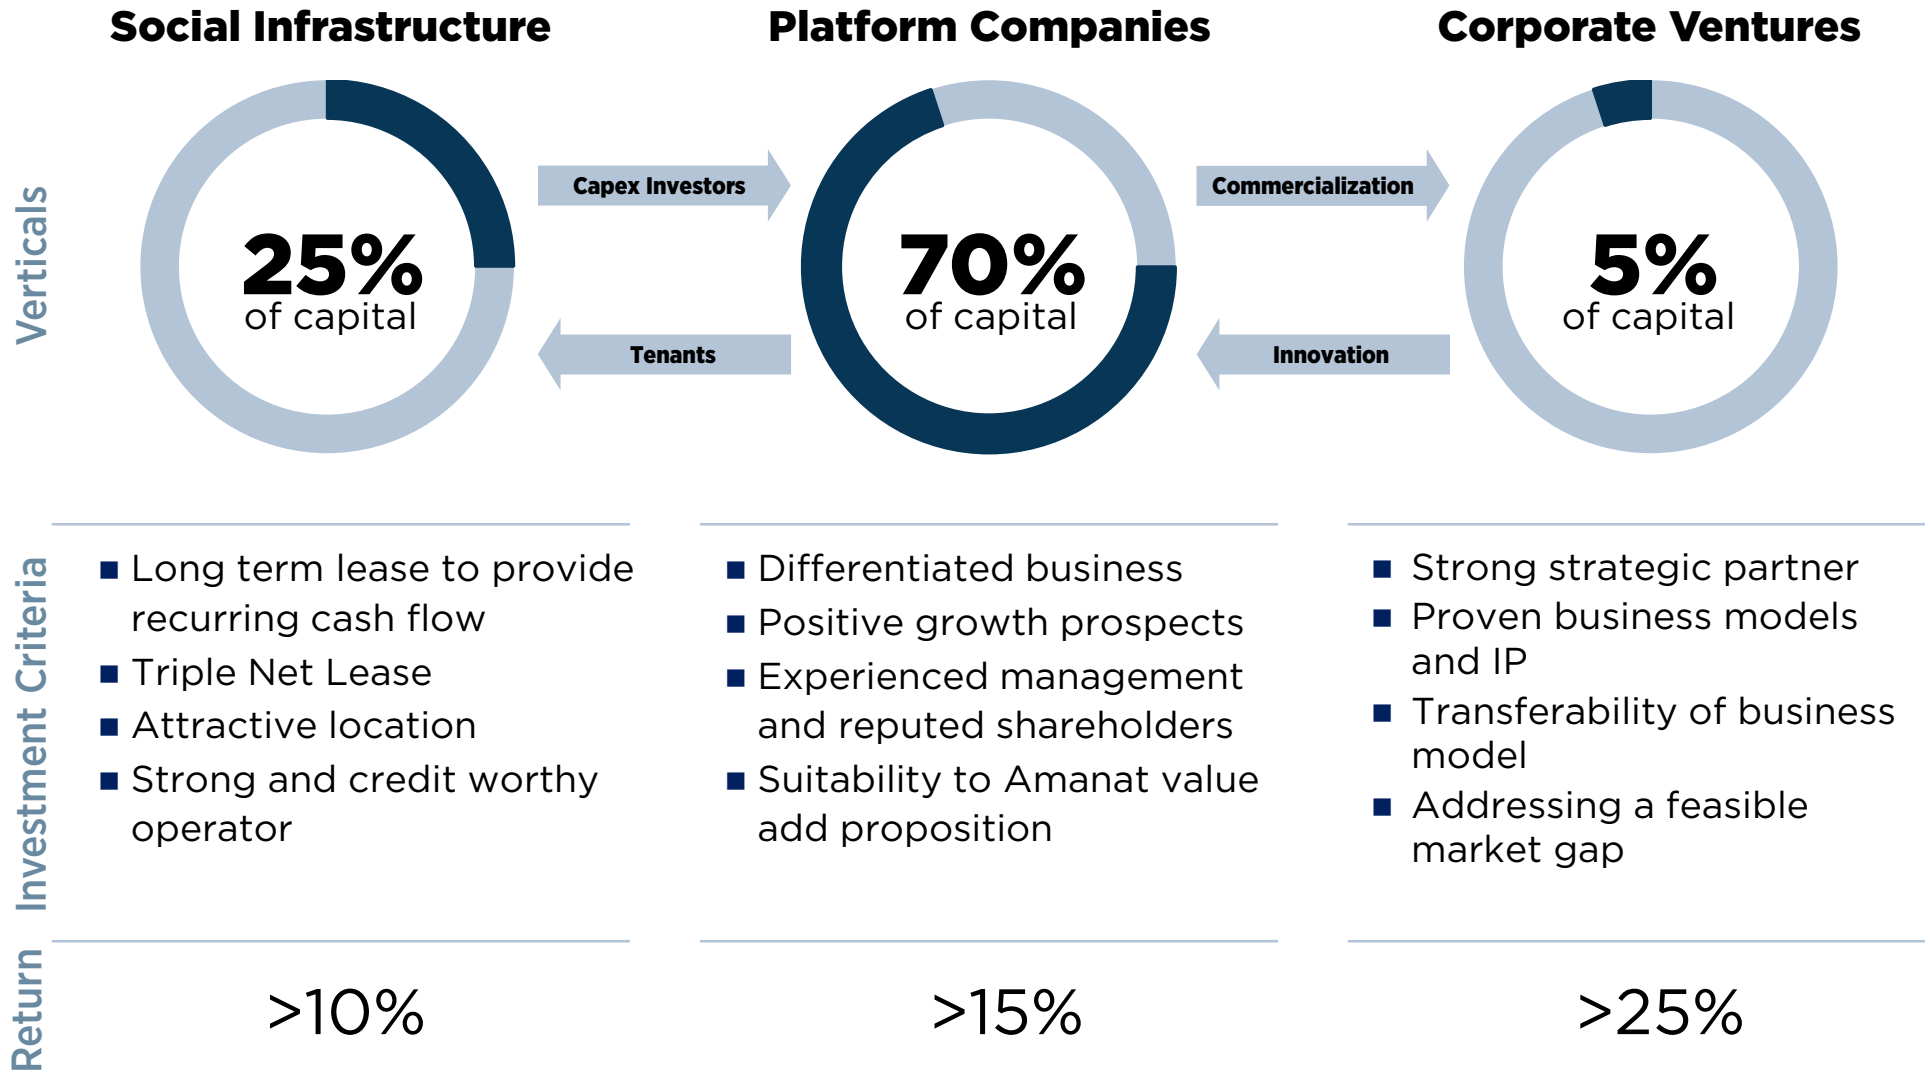 Social Infrastructure
Platform Companies
Corporate Ventures
Verticals
25%
of capital
Capex Investors
Tenants
70%
of capital
Commercialization
Innovation
5%
of capital
Investment Criteria
■ Long term lease to provide
recurring cash flow
■ Triple Net Lease
■ Attractive location
■ Strong and credit worthy
operator
■ Differentiated business
■ Positive growth prospects
■ Experienced management
and reputed shareholders
■ Suitability to Amanat value
add proposition
■ Strong strategic partner
■ Proven business models
and IP
■ Transferability of business
model
■ Addressing a feasible
market gap
Return
>10%
>15%
>25%